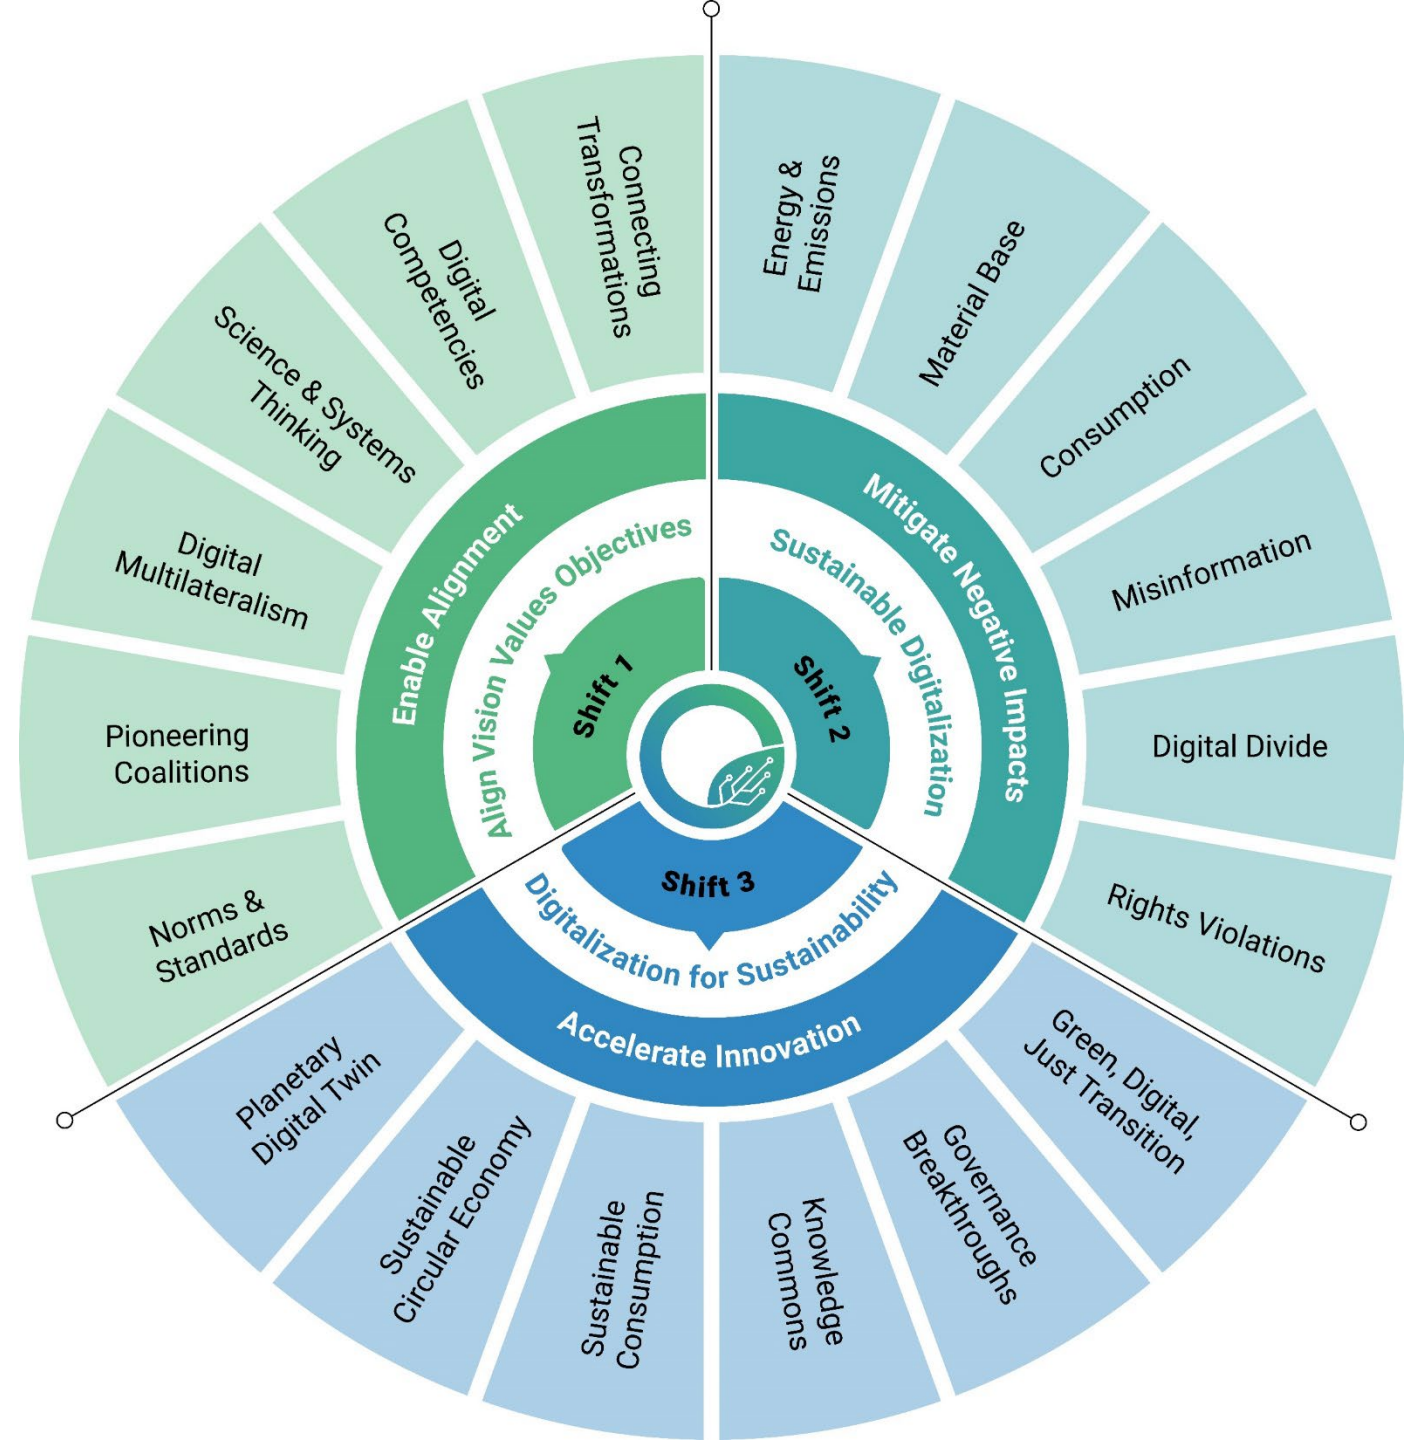 Connecting
Transformations
Digital
Competencies
Science & Systems
Thinking
Digital
Multilateralism
Pioneering
Coalitions
Norms &
Standards
Enable Alignment
Align Vision Values Objectives
Shift 1
Energy &
Emissions
Material Base
Consumption
Misinformation
Digital Divide
Rights Violations
Mitigate Negative Impacts
Sustainable Digitalization
Shift 2
Shift 3
Digitalization for Sustainability
Accelerate Innovation
Planetary
Digital Twin
Sustainable
Circular Economy
Sustainable
Consumption
Knowledge
Commons
Governance
Breakthroughs
Green, Digital,
Just Transition